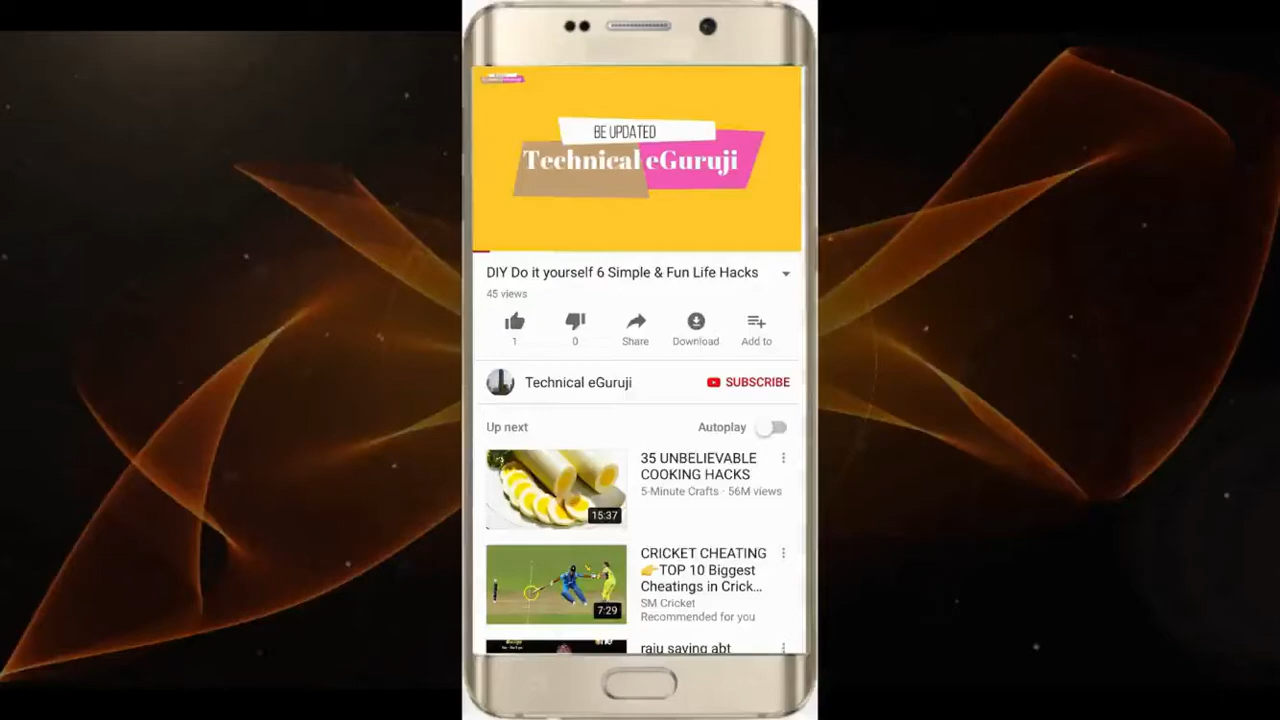 BE UPDATED
Technical eGuruji
DIY Do it yourself 6 Simple & Fun Life Hacks
45 views
1
0
Share
Download
Add to
Technical eGuruji
SUBSCRIBE
Up next
Autoplay
35 UNBELIEVABLE
COOKING HACKS
5-Minute Crafts · 56M views
15:37
CRICKET CHEATING
👉TOP 10 Biggest
Cheatings in Crick...
SM Cricket
Recommended for you
7:29
raju saying abt